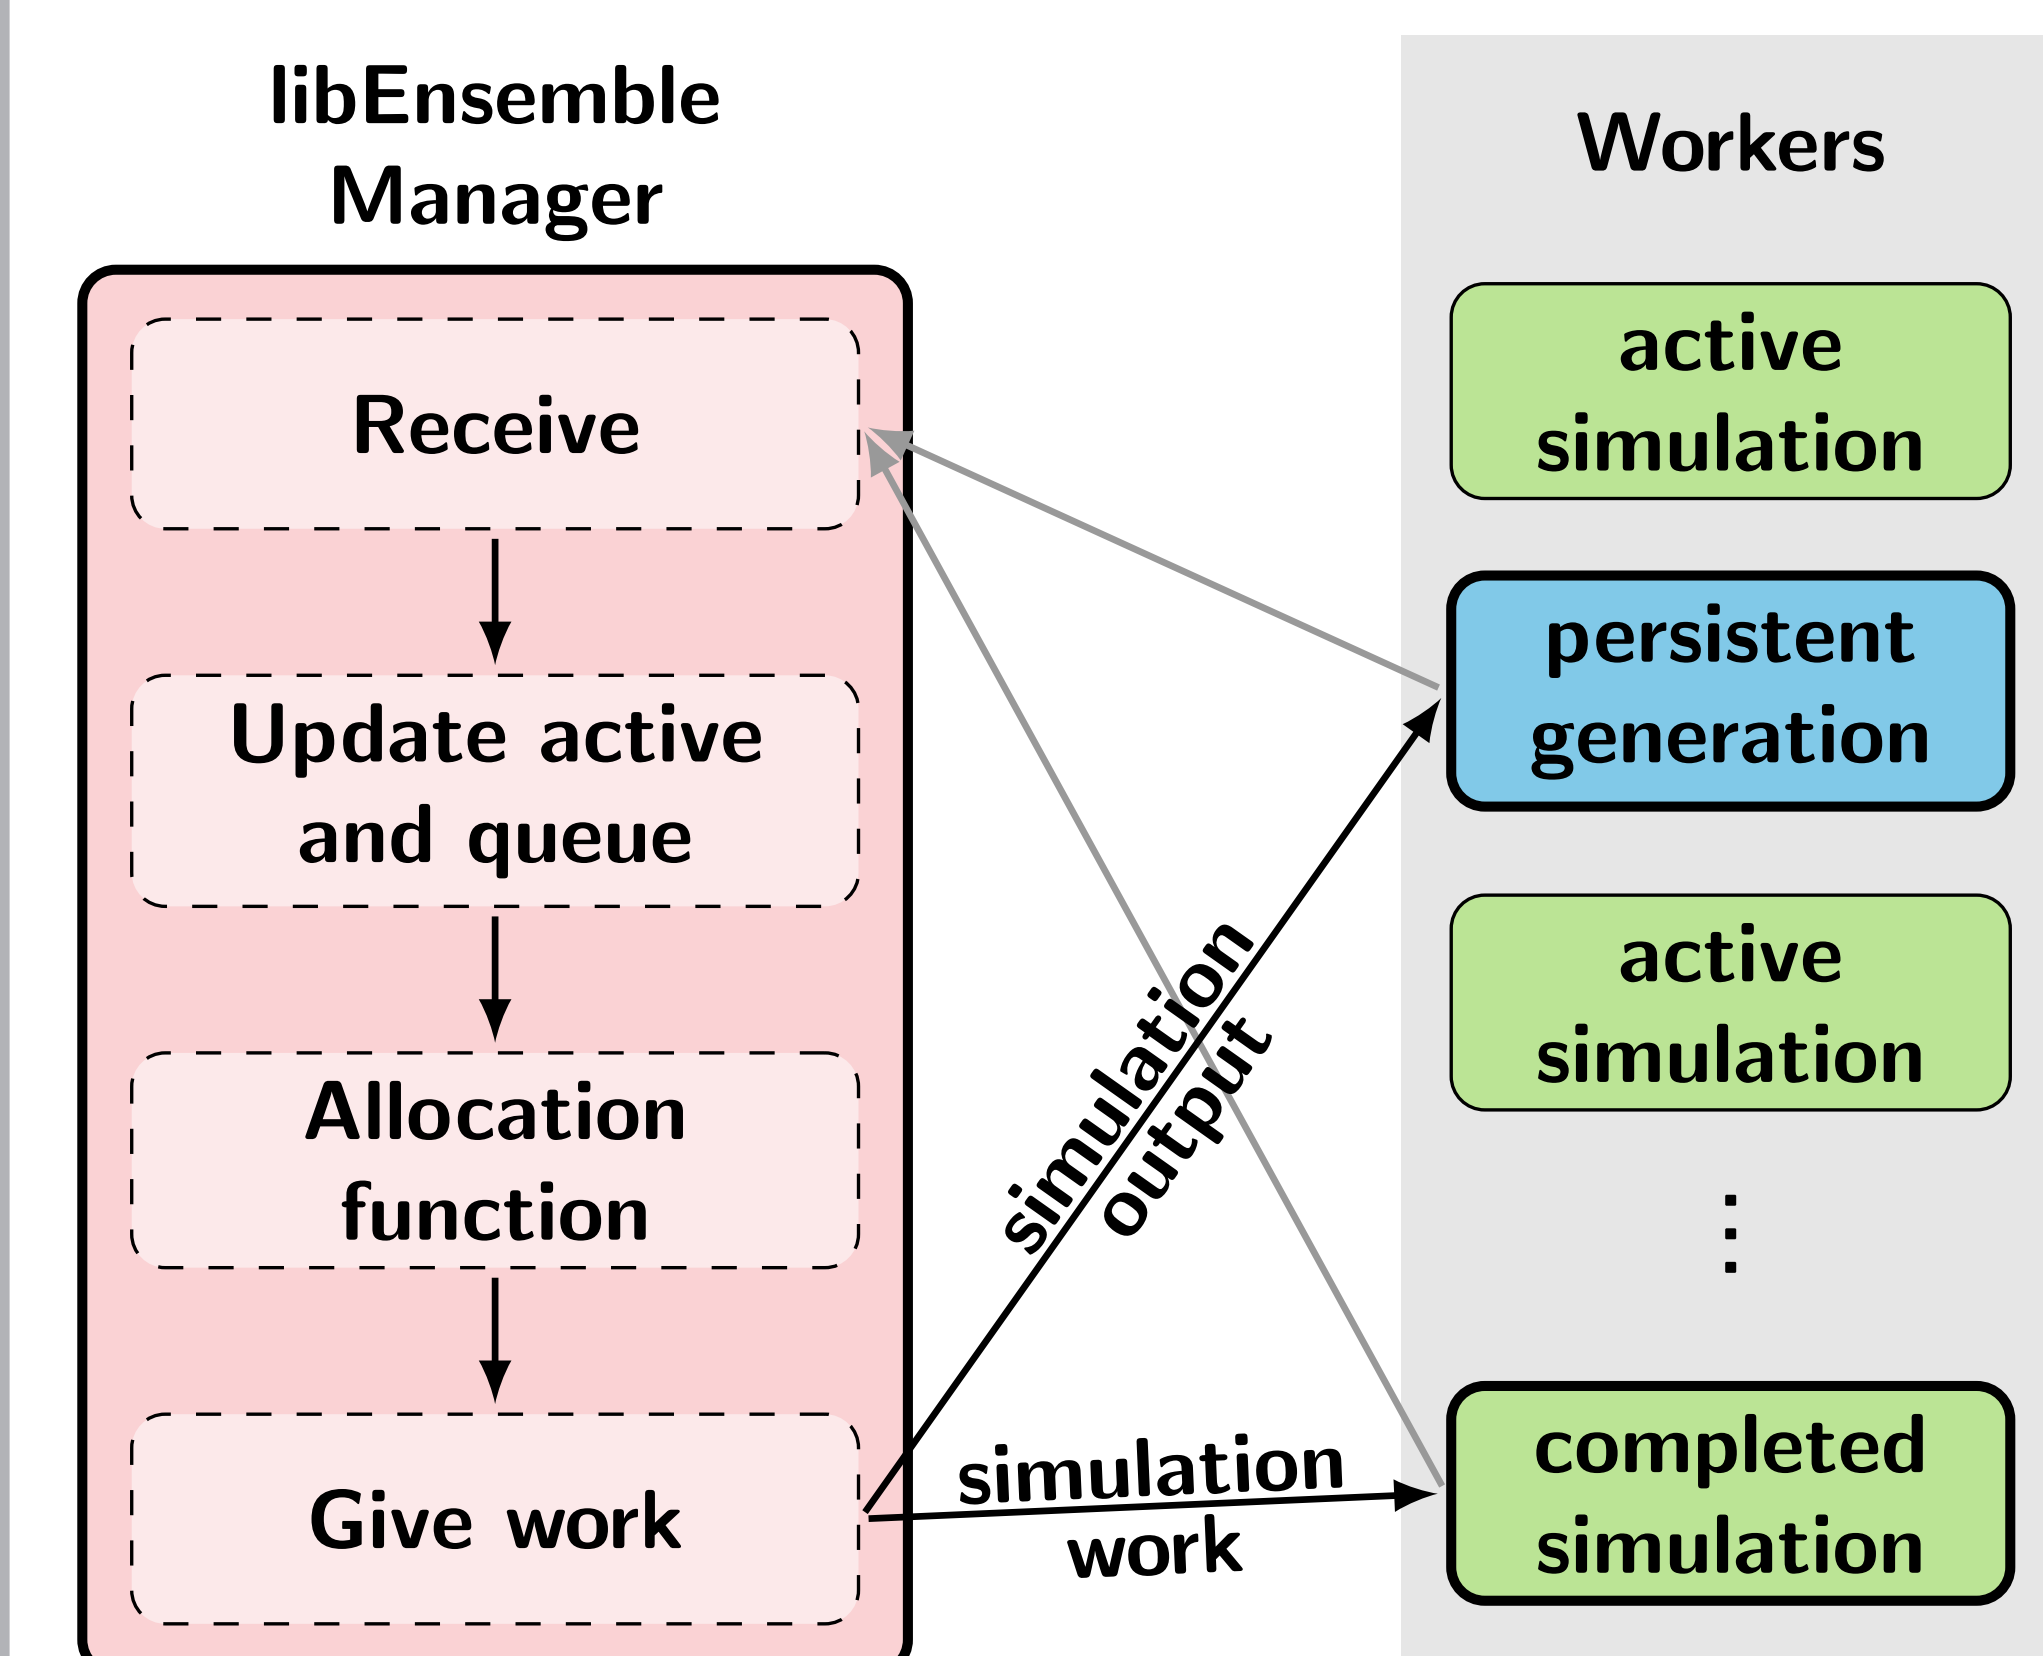 libEnsemble
Manager
Receive
Update active
and queue
Allocation
function
Give work
simulation
output
simulation
work
Workers
active
simulation
persistent
generation
active
simulation
⋮
completed
simulation